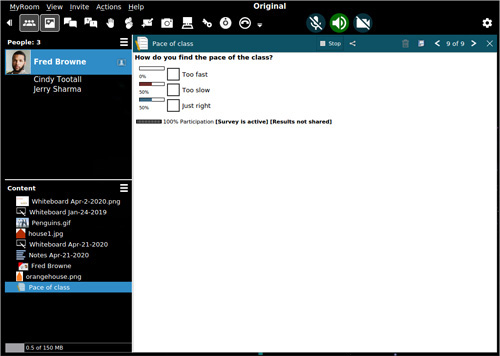 MyRoom View Invite Actions Help
Original
People: 3
Fred Browne
Cindy Tootall
Jerry Sharma
Content
Whiteboard Apr-2-2020.png
Whiteboard Jan-24-2019
Penguins.gif
house1.jpg
Whiteboard Apr-21-2020
Notes Apr-21-2020
Fred Browne
orangehouse.png
Pace of class
0.5 of 150 MB
Pace of class
Stop
9 of 9
How do you find the pace of the class?
0% Too fast
50% Too slow
50% Just right
100% Participation [Survey is active] [Results not shared]